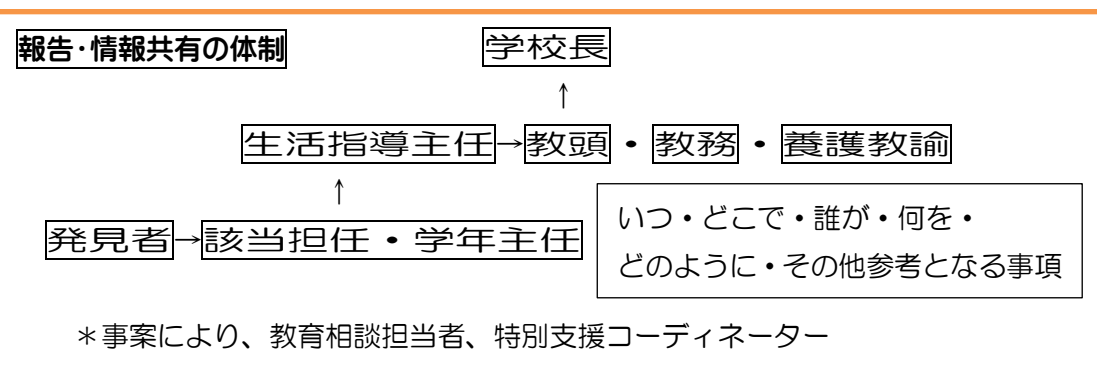 報告・情報共有の体制
学校長
↑
生活指導主任→教頭・教務・養護教諭
↑
発見者→該当担任・学年主任
いつ・どこで・誰が・何を・
どのように・その他参考となる事項
＊事案により、教育相談担当者、特別支援コーディネーター